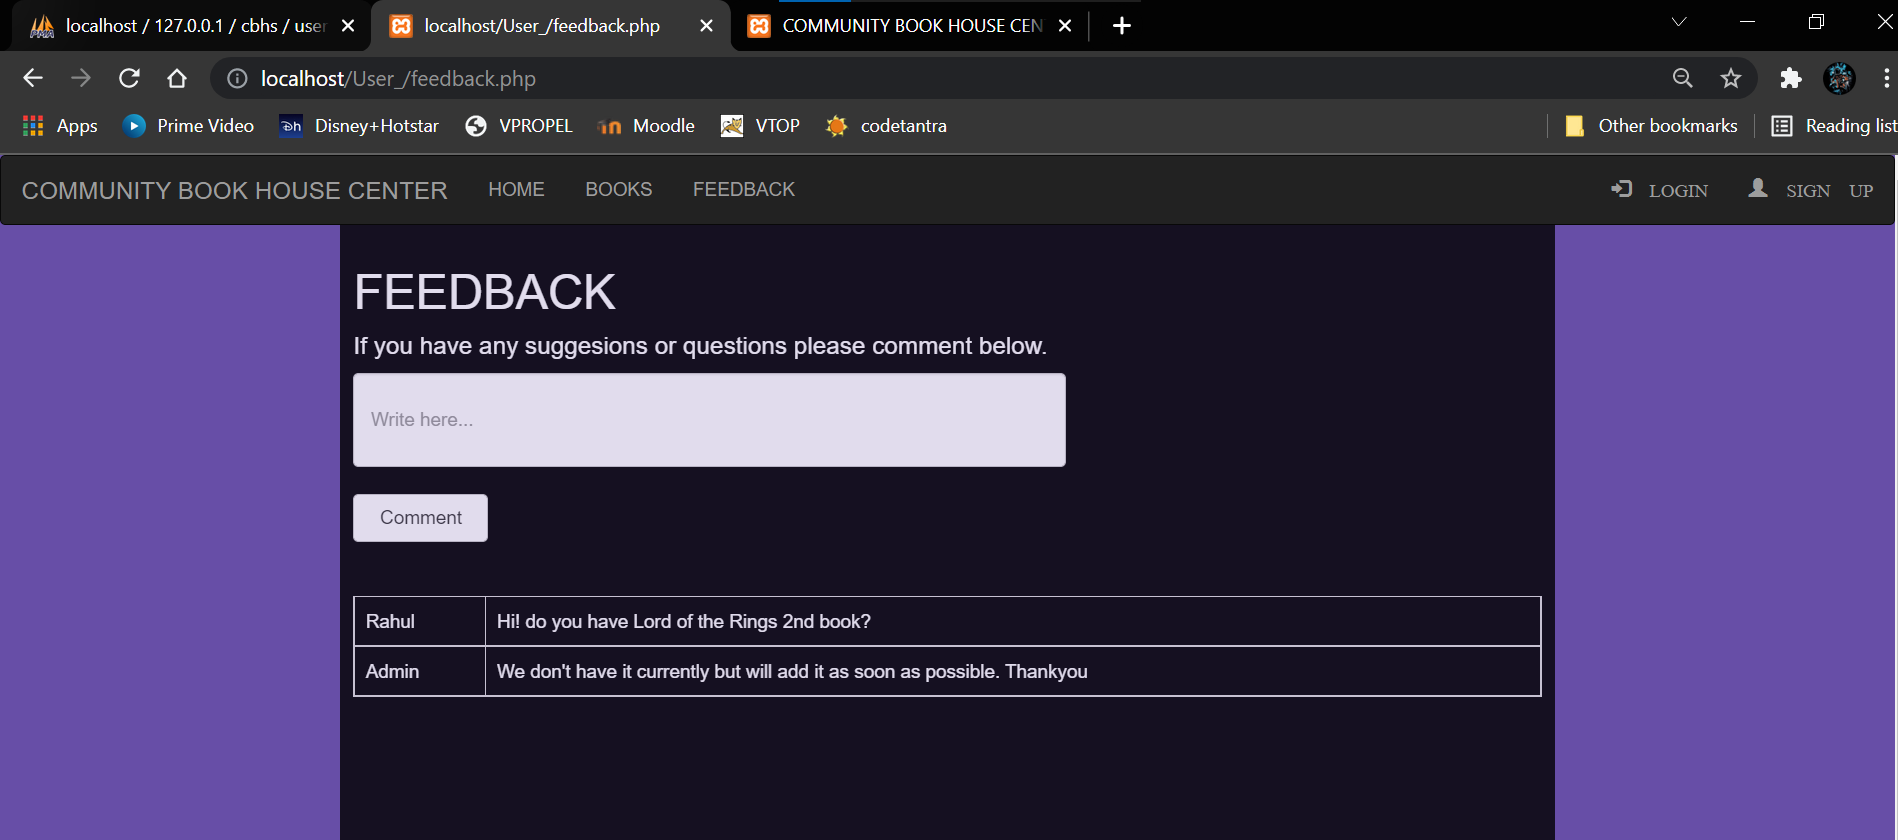 localhost / 127.0.0.1 / cbhs / user
localhost/User_/feedback.php
COMMUNITY BOOK HOUSE CEN
localhost/User_/feedback.php
Apps Prime Video Disney+Hotstar VPROPEL Moodle VTOP codetantra Other bookmarks Reading list
COMMUNITY BOOK HOUSE CENTER HOME BOOKS FEEDBACK LOGIN SIGN UP
FEEDBACK
If you have any suggesions or questions please comment below.
Write here...
Comment
Rahul Hi! do you have Lord of the Rings 2nd book?
Admin We don't have it currently but will add it as soon as possible. Thankyou